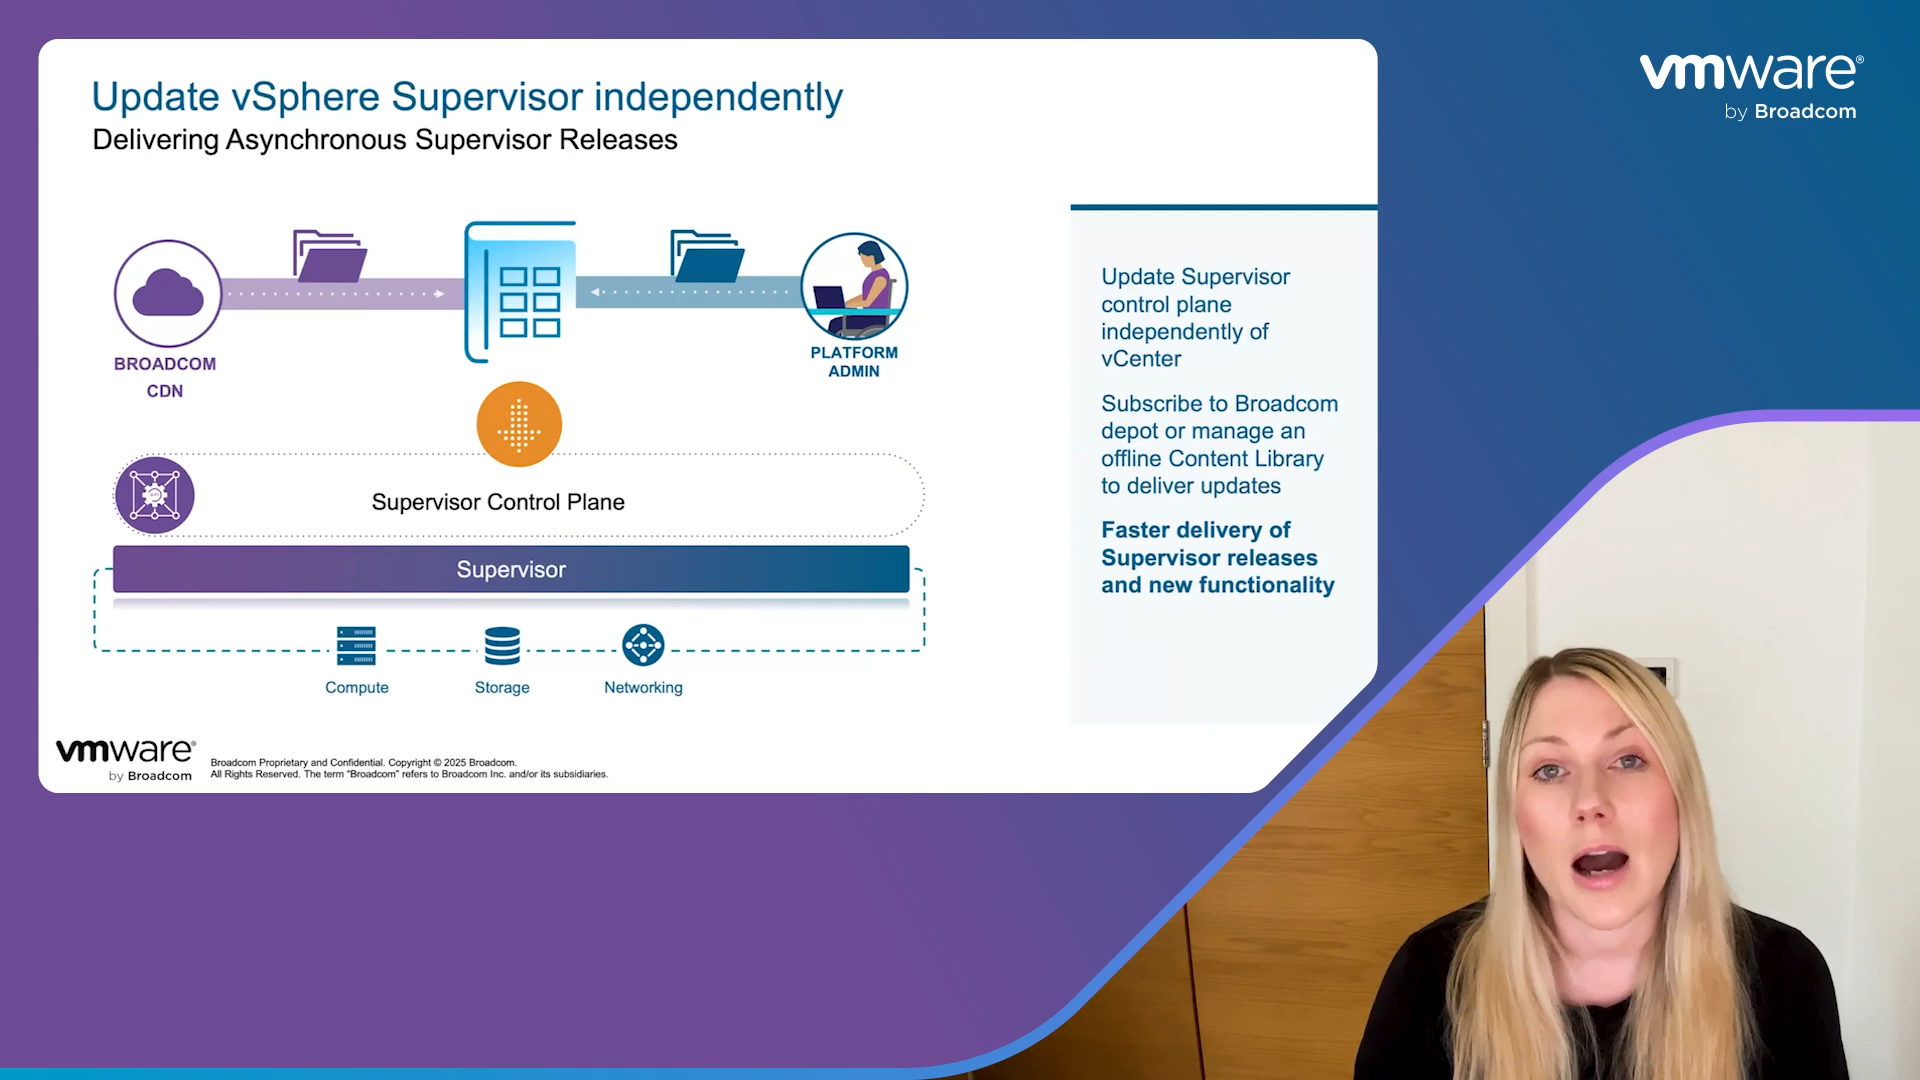 Update vSphere Supervisor independently
Delivering Asynchronous Supervisor Releases
BROADCOM
CDN
PLATFORM
ADMIN
Supervisor Control Plane
Supervisor
Compute
Storage
Networking
Update Supervisor
control plane
independently of
vCenter
Subscribe to Broadcom
depot or manage an
offline Content Library
to deliver updates
Faster delivery of
Supervisor releases
and new functionality
vmware®
by Broadcom
Broadcom Proprietary and Confidential. Copyright © 2025 Broadcom.
All Rights Reserved. The term “Broadcom” refers to Broadcom Inc. and/or its subsidiaries.
vmware®
by Broadcom